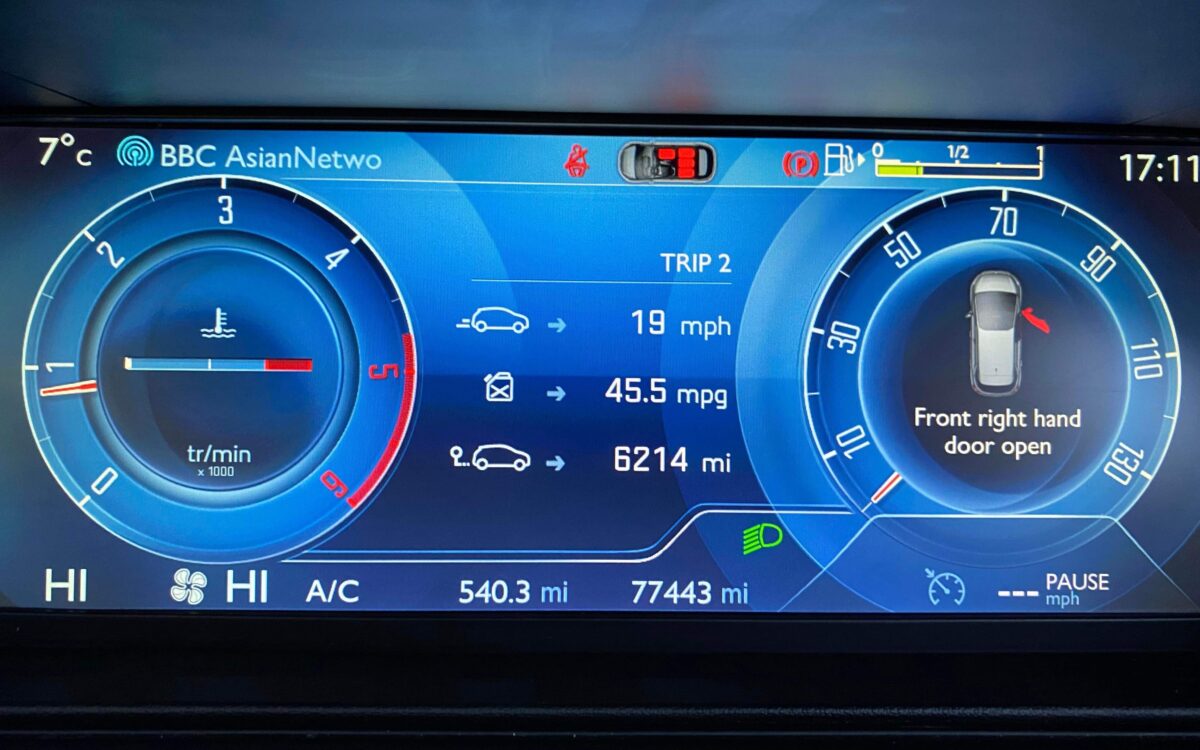 7°C BBC AsianNetwo
P 0 1/2 1 17:11
0 1 2 3 4 5 6
tr/min
x 1000
TRIP 2
19 mph
45.5 mpg
6214 mi
10 30 50 70 90 110 130
Front right hand
door open
HI HI A/C 540.3 mi 77443 mi --- PAUSE
mph